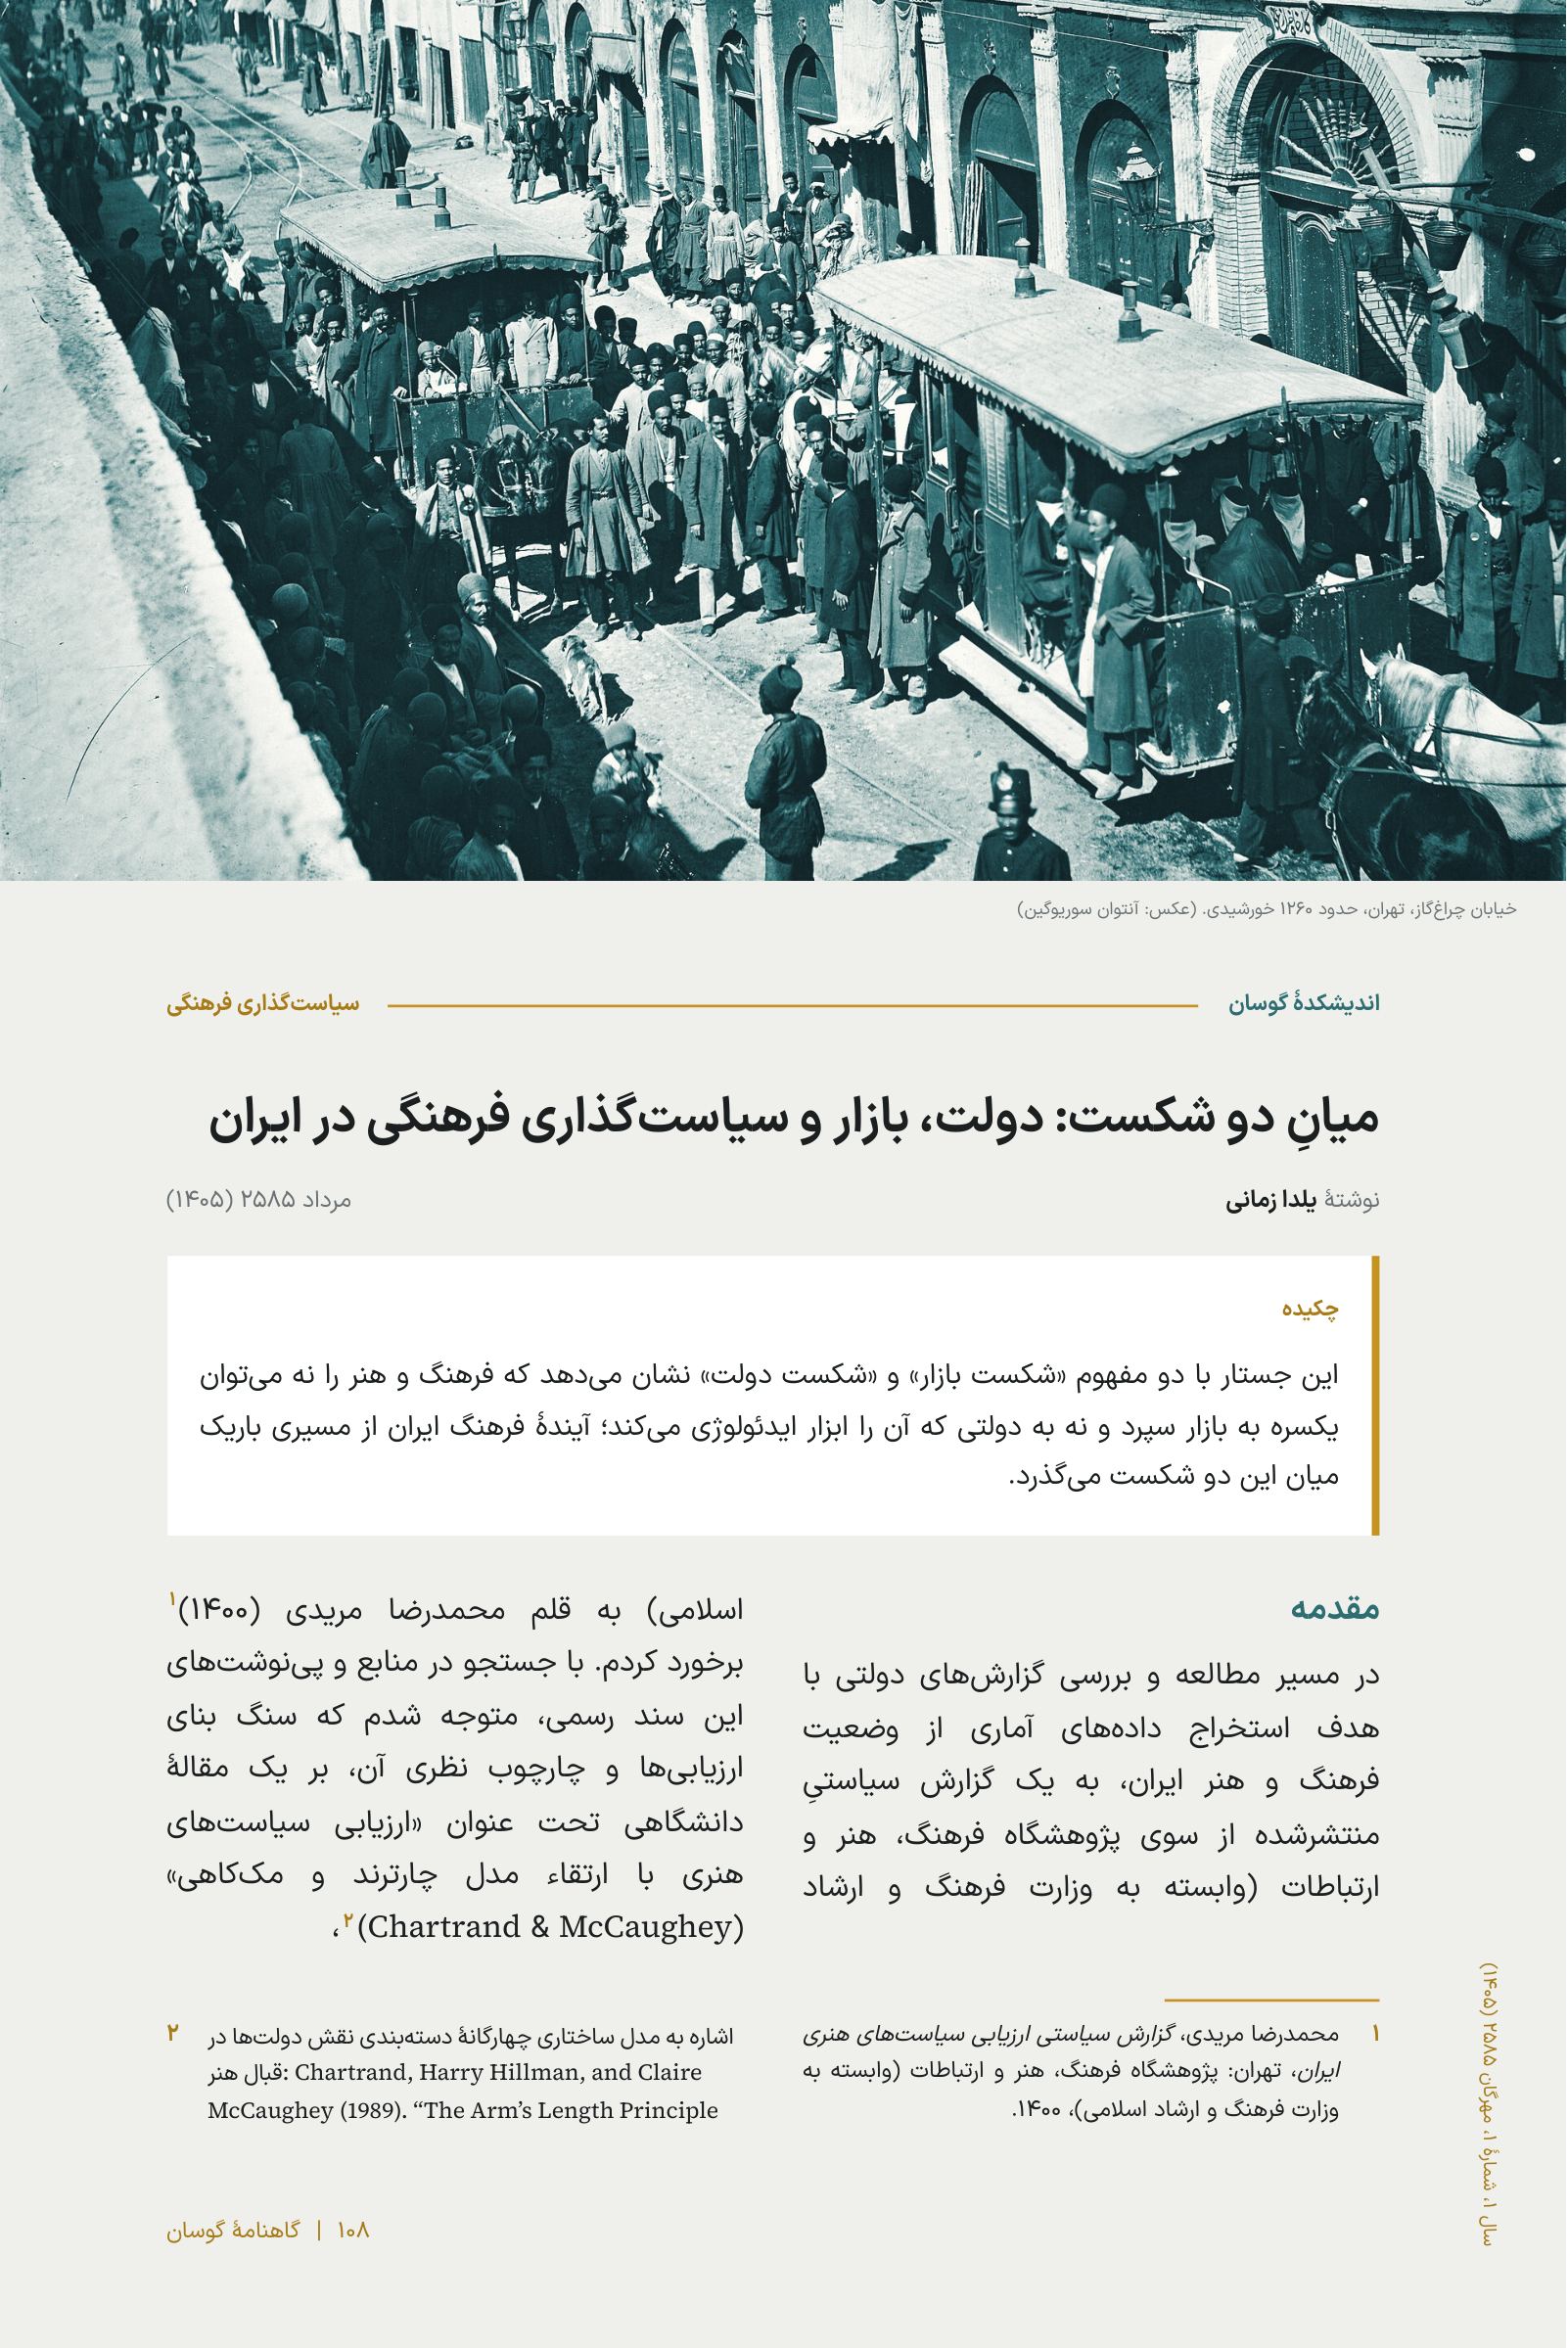 خیابان چراغ‌گاز، تهران، حدود ۱۲۶۰ خورشیدی. (عکس: آنتوان سوریوگین)
اندیشکدهٔ گوسان
سیاست‌گذاری فرهنگی
میانِ دو شکست: دولت، بازار و سیاست‌گذاری فرهنگی در ایران
نوشتهٔ یلدا زمانی
مرداد ۲۵۸۵ (۱۴۰۵)
چکیده
این جستار با دو مفهوم «شکست بازار» و «شکست دولت» نشان می‌دهد که فرهنگ و هنر را نه می‌توان
یکسره به بازار سپرد و نه به دولتی که آن را ابزار ایدئولوژی می‌کند؛ آیندهٔ فرهنگ ایران از مسیری باریک
میان این دو شکست می‌گذرد.
مقدمه
در مسیر مطالعه و بررسی گزارش‌های دولتی با
هدف استخراج داده‌های آماری از وضعیت
فرهنگ و هنر ایران، به یک گزارش سیاستیِ
منتشرشده از سوی پژوهشگاه فرهنگ، هنر و
ارتباطات (وابسته به وزارت فرهنگ و ارشاد
اسلامی) به قلم محمدرضا مریدی (۱۴۰۰)۱
برخورد کردم. با جستجو در منابع و پی‌نوشت‌های
این سند رسمی، متوجه شدم که سنگ بنای
ارزیابی‌ها و چارچوب نظری آن، بر یک مقالهٔ
دانشگاهی تحت عنوان «ارزیابی سیاست‌های
هنری با ارتقاء مدل چارترند و مک‌کاهی»
(Chartrand & McCaughey)۲،
۱ محمدرضا مریدی، گزارش سیاستی ارزیابی سیاست‌های هنری
ایران، تهران: پژوهشگاه فرهنگ، هنر و ارتباطات (وابسته به
وزارت فرهنگ و ارشاد اسلامی)، ۱۴۰۰.
۲ اشاره به مدل ساختاری چهارگانهٔ دسته‌بندی نقش دولت‌ها در
قبال هنر: Chartrand, Harry Hillman, and Claire
McCaughey (1989). “The Arm’s Length Principle
سال ۱، شمارهٔ ۱، مهرگان ۲۵۸۵ (۱۴۰۵)
۱۰۸ | گاهنامهٔ گوسان